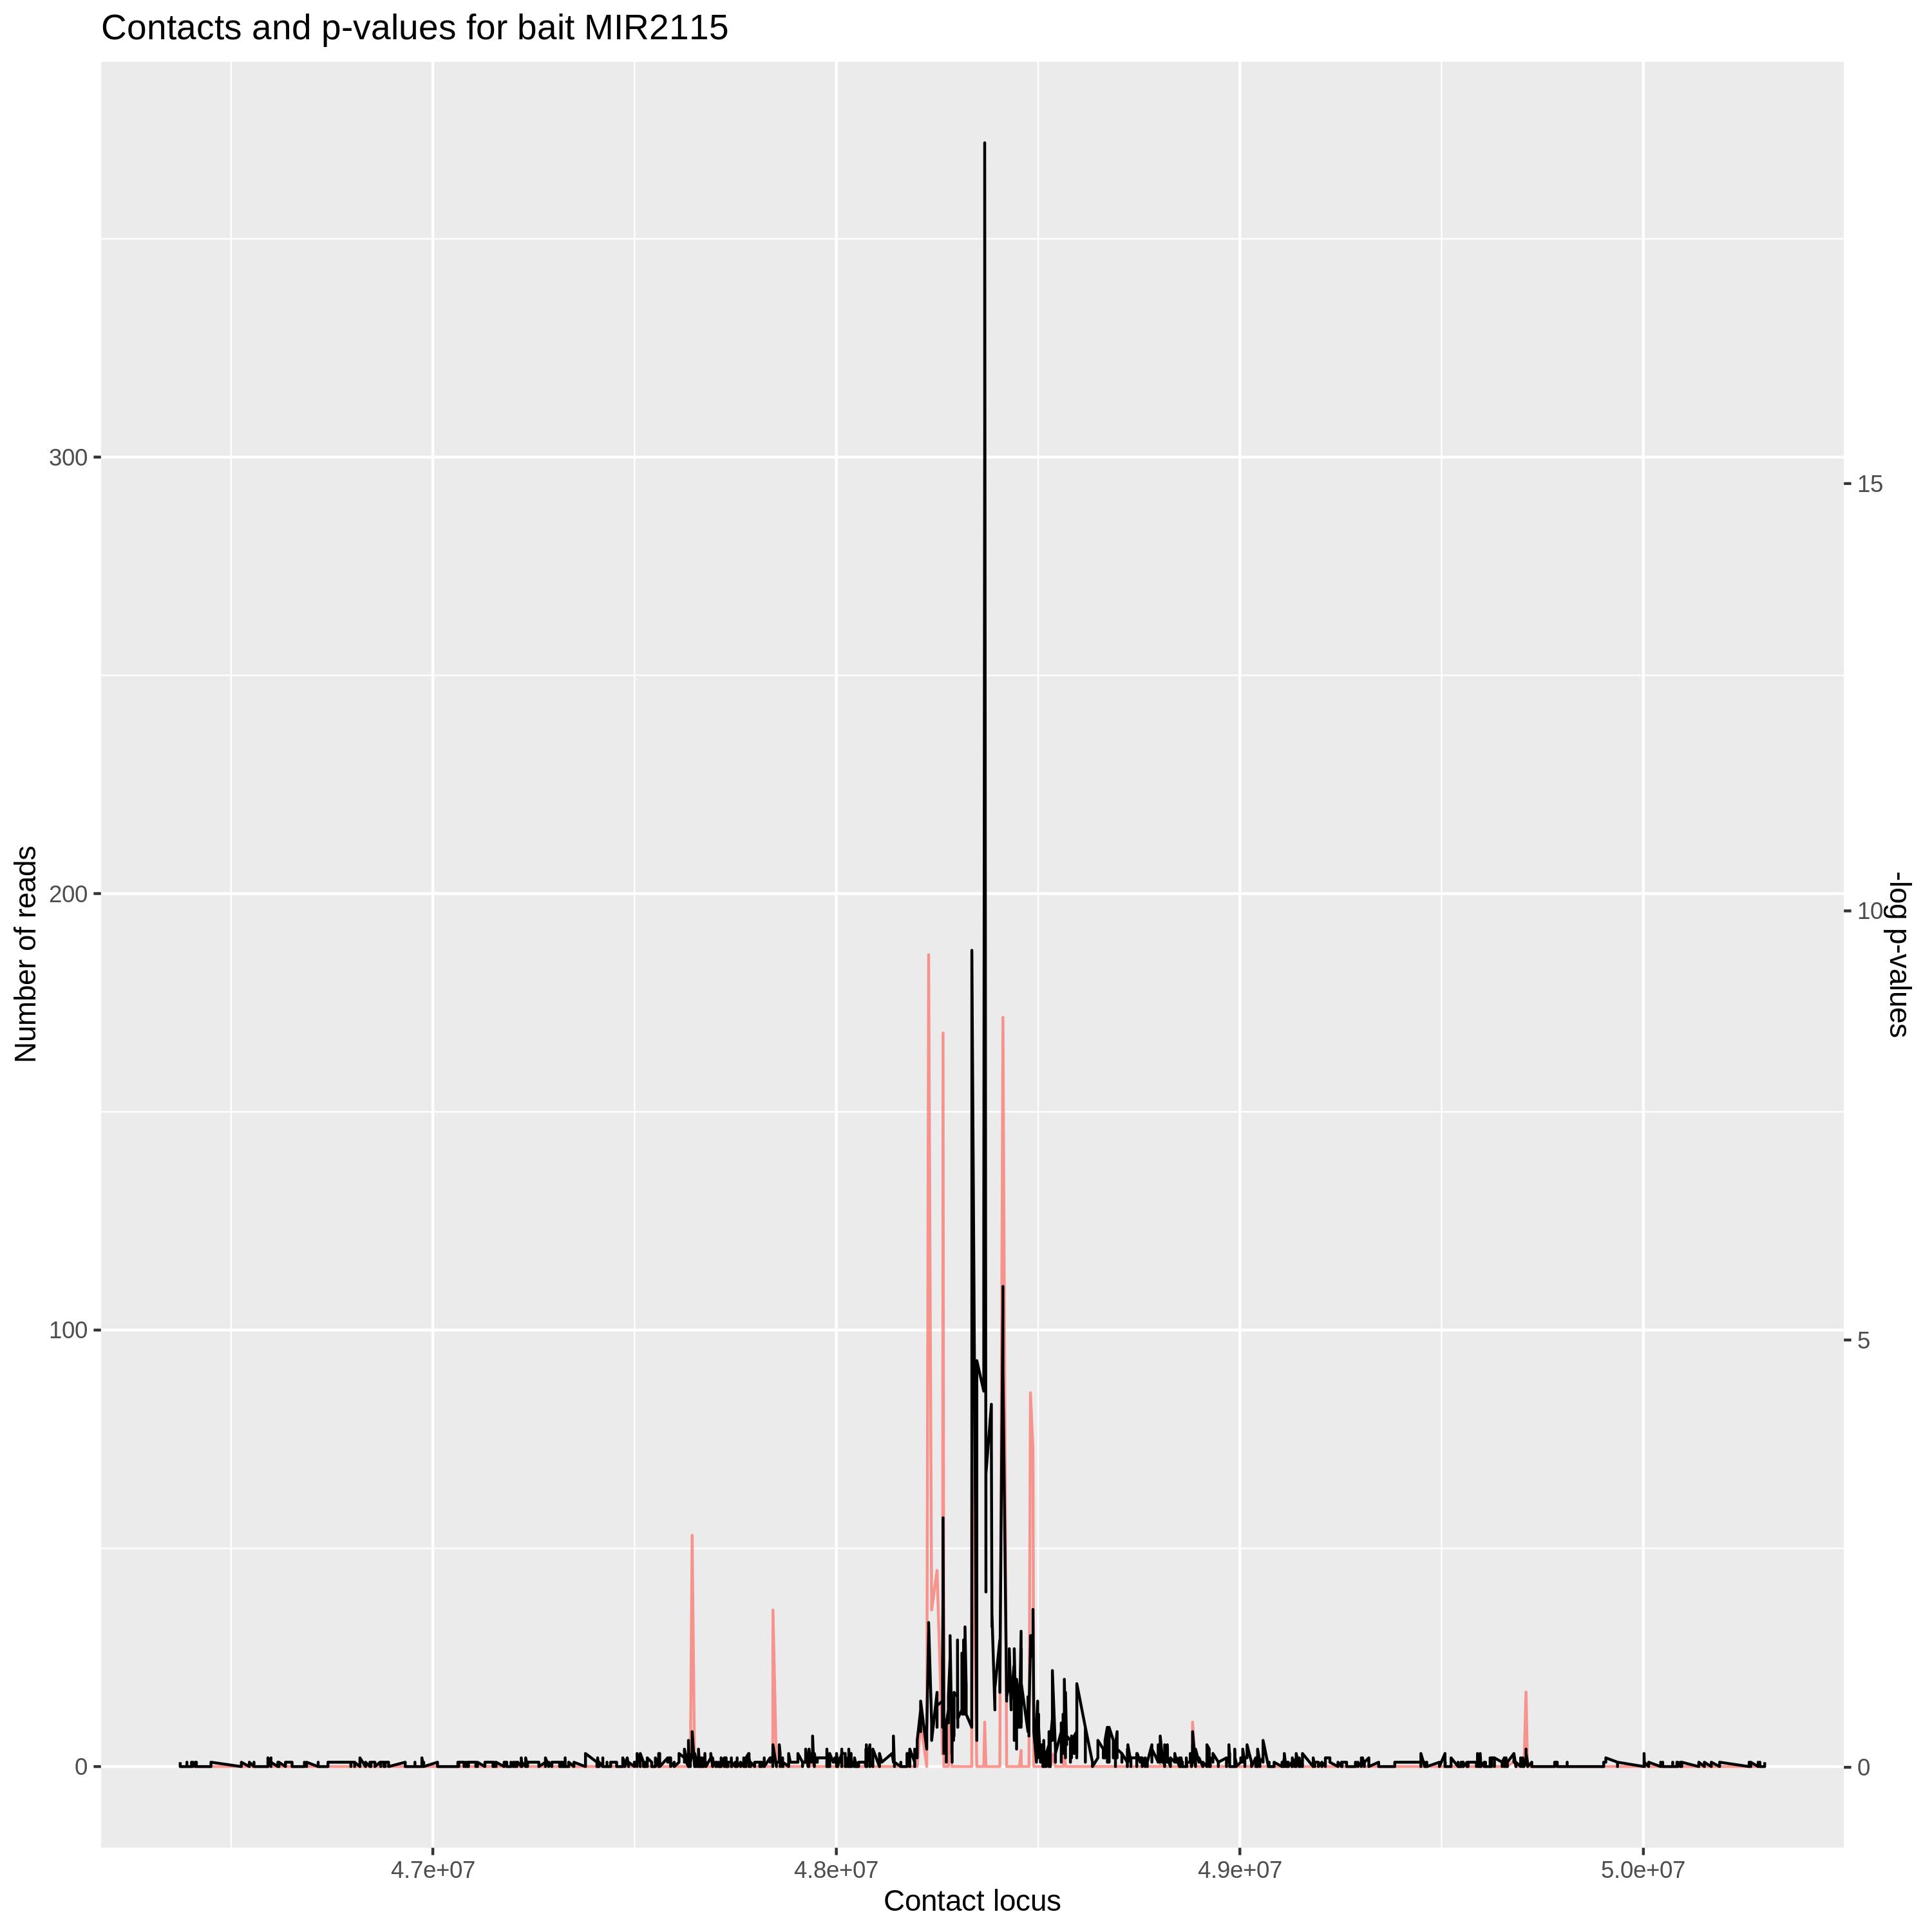 Contacts and p-values for bait MIR2115
Number of reads
300
200
100
0
15
10
5
0
-log p-values
4.7e+07
4.8e+07
4.9e+07
5.0e+07
Contact locus